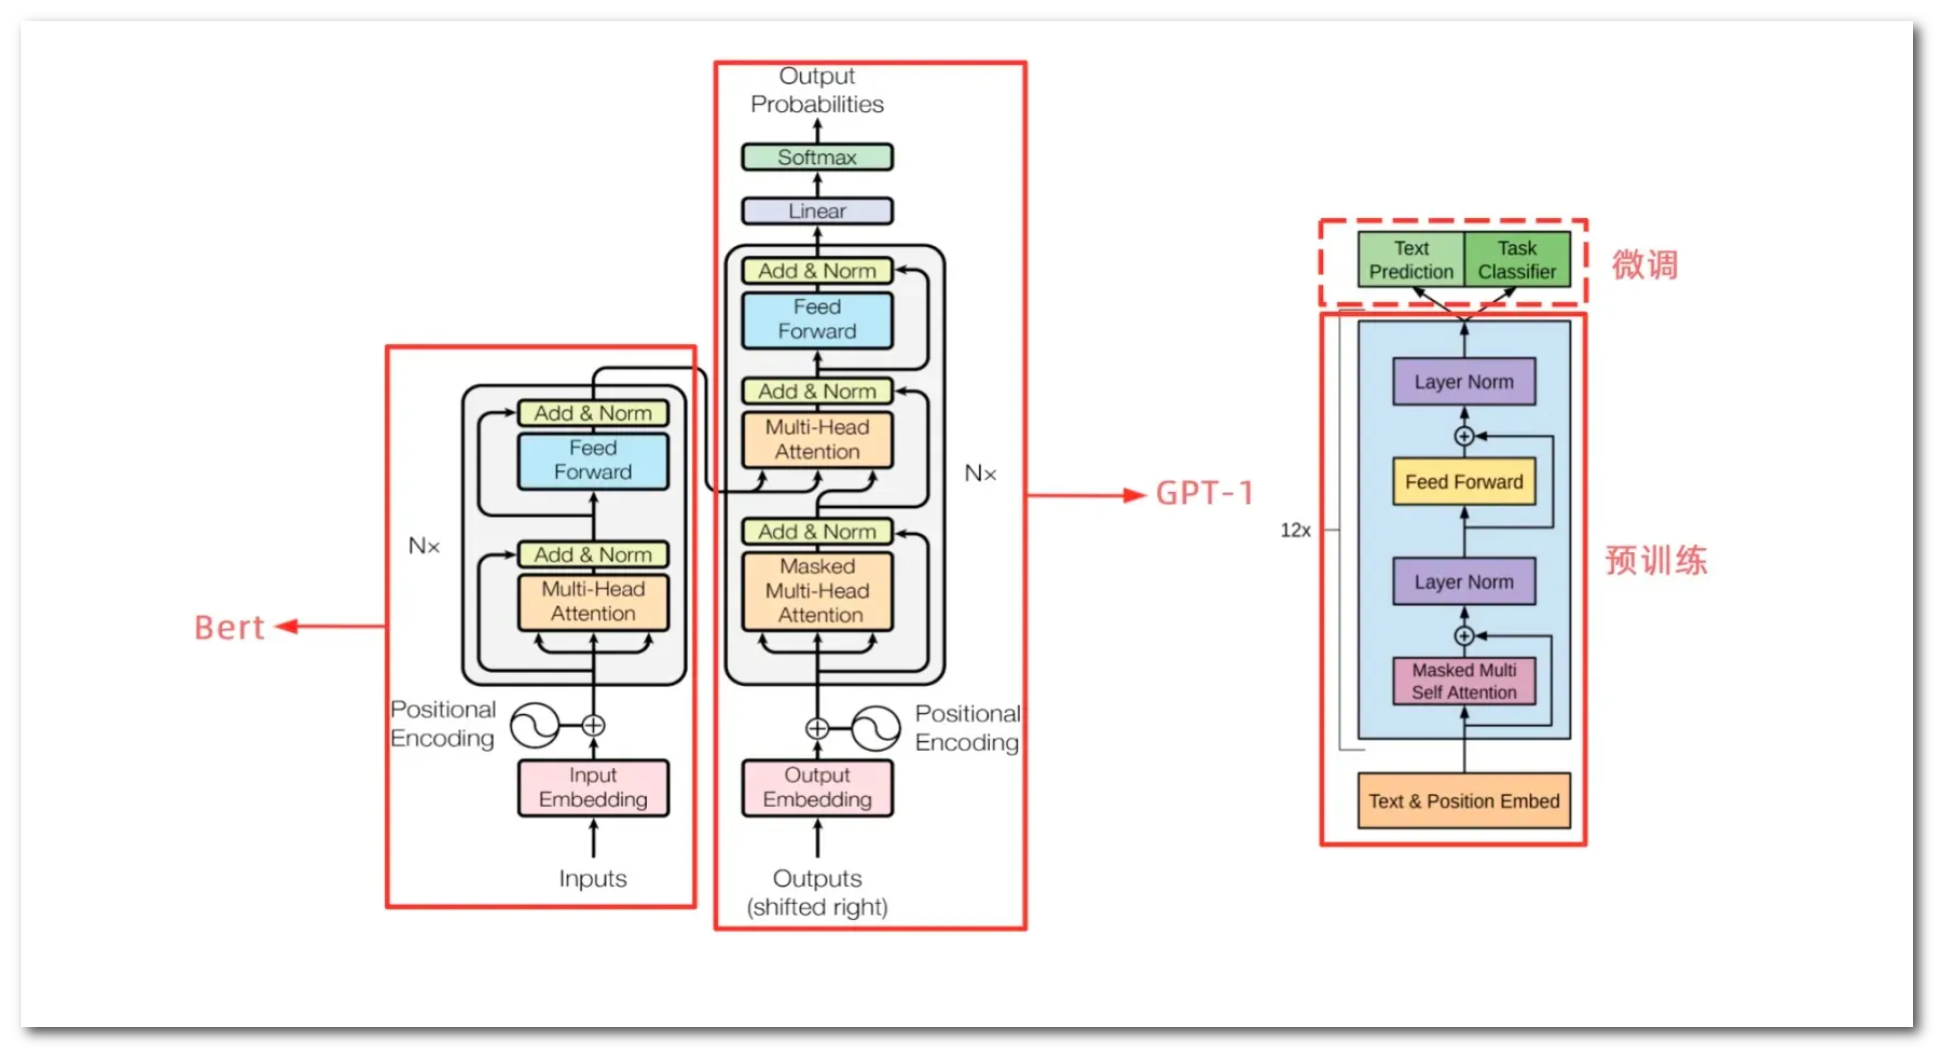 Bert
Nx
Add & Norm
Feed
Forward
Add & Norm
Multi-Head
Attention
Positional
Encoding
Input
Embedding
Inputs
Output
Probabilities
Softmax
Linear
Add & Norm
Feed
Forward
Add & Norm
Multi-Head
Attention
Add & Norm
Masked
Multi-Head
Attention
Nx
Positional
Encoding
Output
Embedding
Outputs
(shifted right)
GPT-1
Text
Prediction
Task
Classifier
微调
12x
Layer Norm
Feed Forward
Layer Norm
Masked Multi
Self Attention
Text & Position Embed
预训练